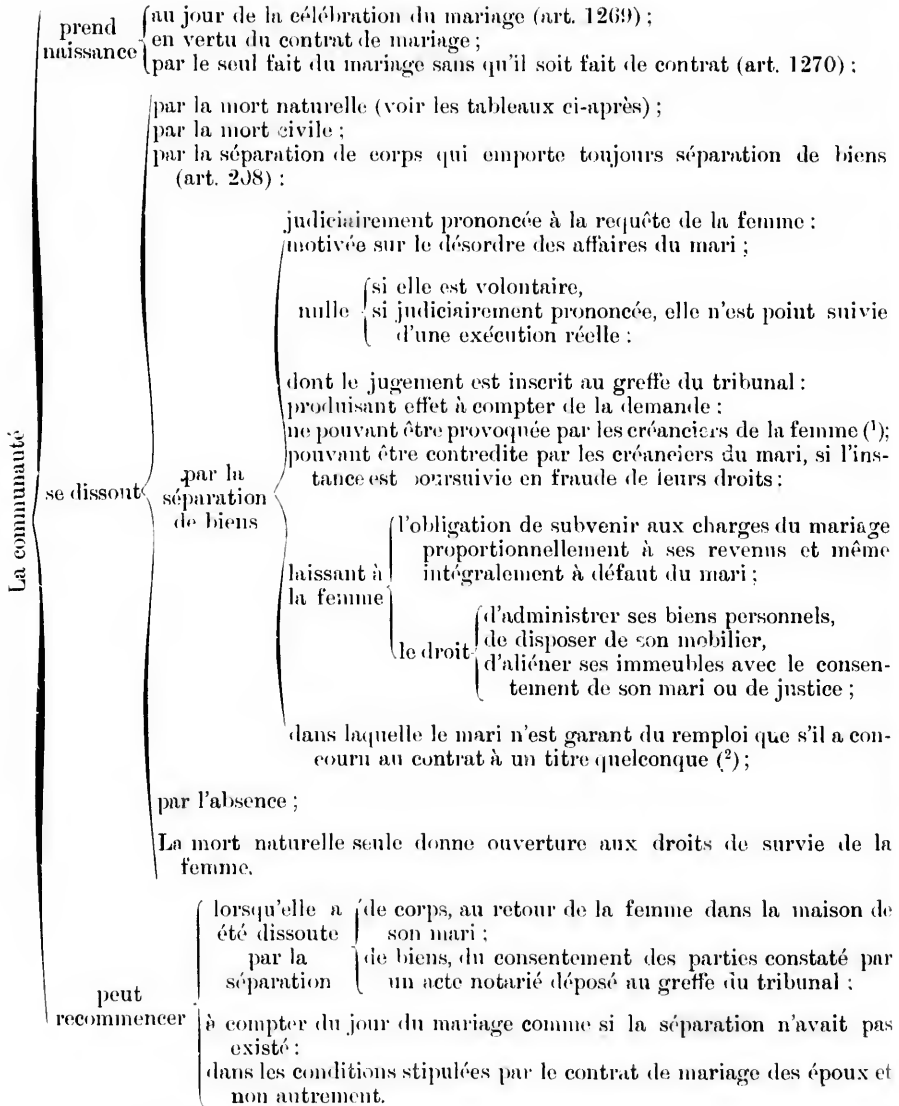 La communauté
prend
naissance
au jour de la célébration du mariage (art. 1269) ;
en vertu du contrat de mariage ;
par le seul fait du mariage sans qu'il soit fait de contrat (art. 1270) ;
se dissout
par la mort naturelle (voir les tableaux ci-après) ;
par la mort civile ;
par la séparation de corps qui emporte toujours séparation de biens
(art. 208) :
par la
séparation
de biens
judiciairement prononcée à la requête de la femme :
motivée sur le désordre des affaires du mari ;
nulle
si elle est volontaire,
si judiciairement prononcée, elle n'est point suivie
d'une exécution réelle :
dont le jugement est inscrit au greffe du tribunal :
produisant effet à compter de la demande :
ne pouvant être provoquée par les créanciers de la femme (1);
pouvant être contredite par les créanciers du mari, si l'ins-
tance est poursuivie en fraude de leurs droits ;
laissant à
la femme
l'obligation de subvenir aux charges du mariage
proportionnellement à ses revenus et même
intégralement à défaut du mari ;
le droit
d'administrer ses biens personnels,
de disposer de son mobilier,
d'aliéner ses immeubles avec le consen-
tement de son mari ou de justice ;
dans laquelle le mari n'est garant du remploi que s'il a con-
couru au contrat à un titre quelconque (2) ;
par l'absence ;
La mort naturelle seule donne ouverture aux droits de survie de la
femme.
peut
recommencer
lorsqu'elle a
été dissoute
par la
séparation
de corps, au retour de la femme dans la maison de
son mari ;
de biens, du consentement des parties constaté par
un acte notarié déposé au greffe du tribunal :
à compter du jour du mariage comme si la séparation n'avait pas
existé :
dans les conditions stipulées par le contrat de mariage des époux et
non autrement.